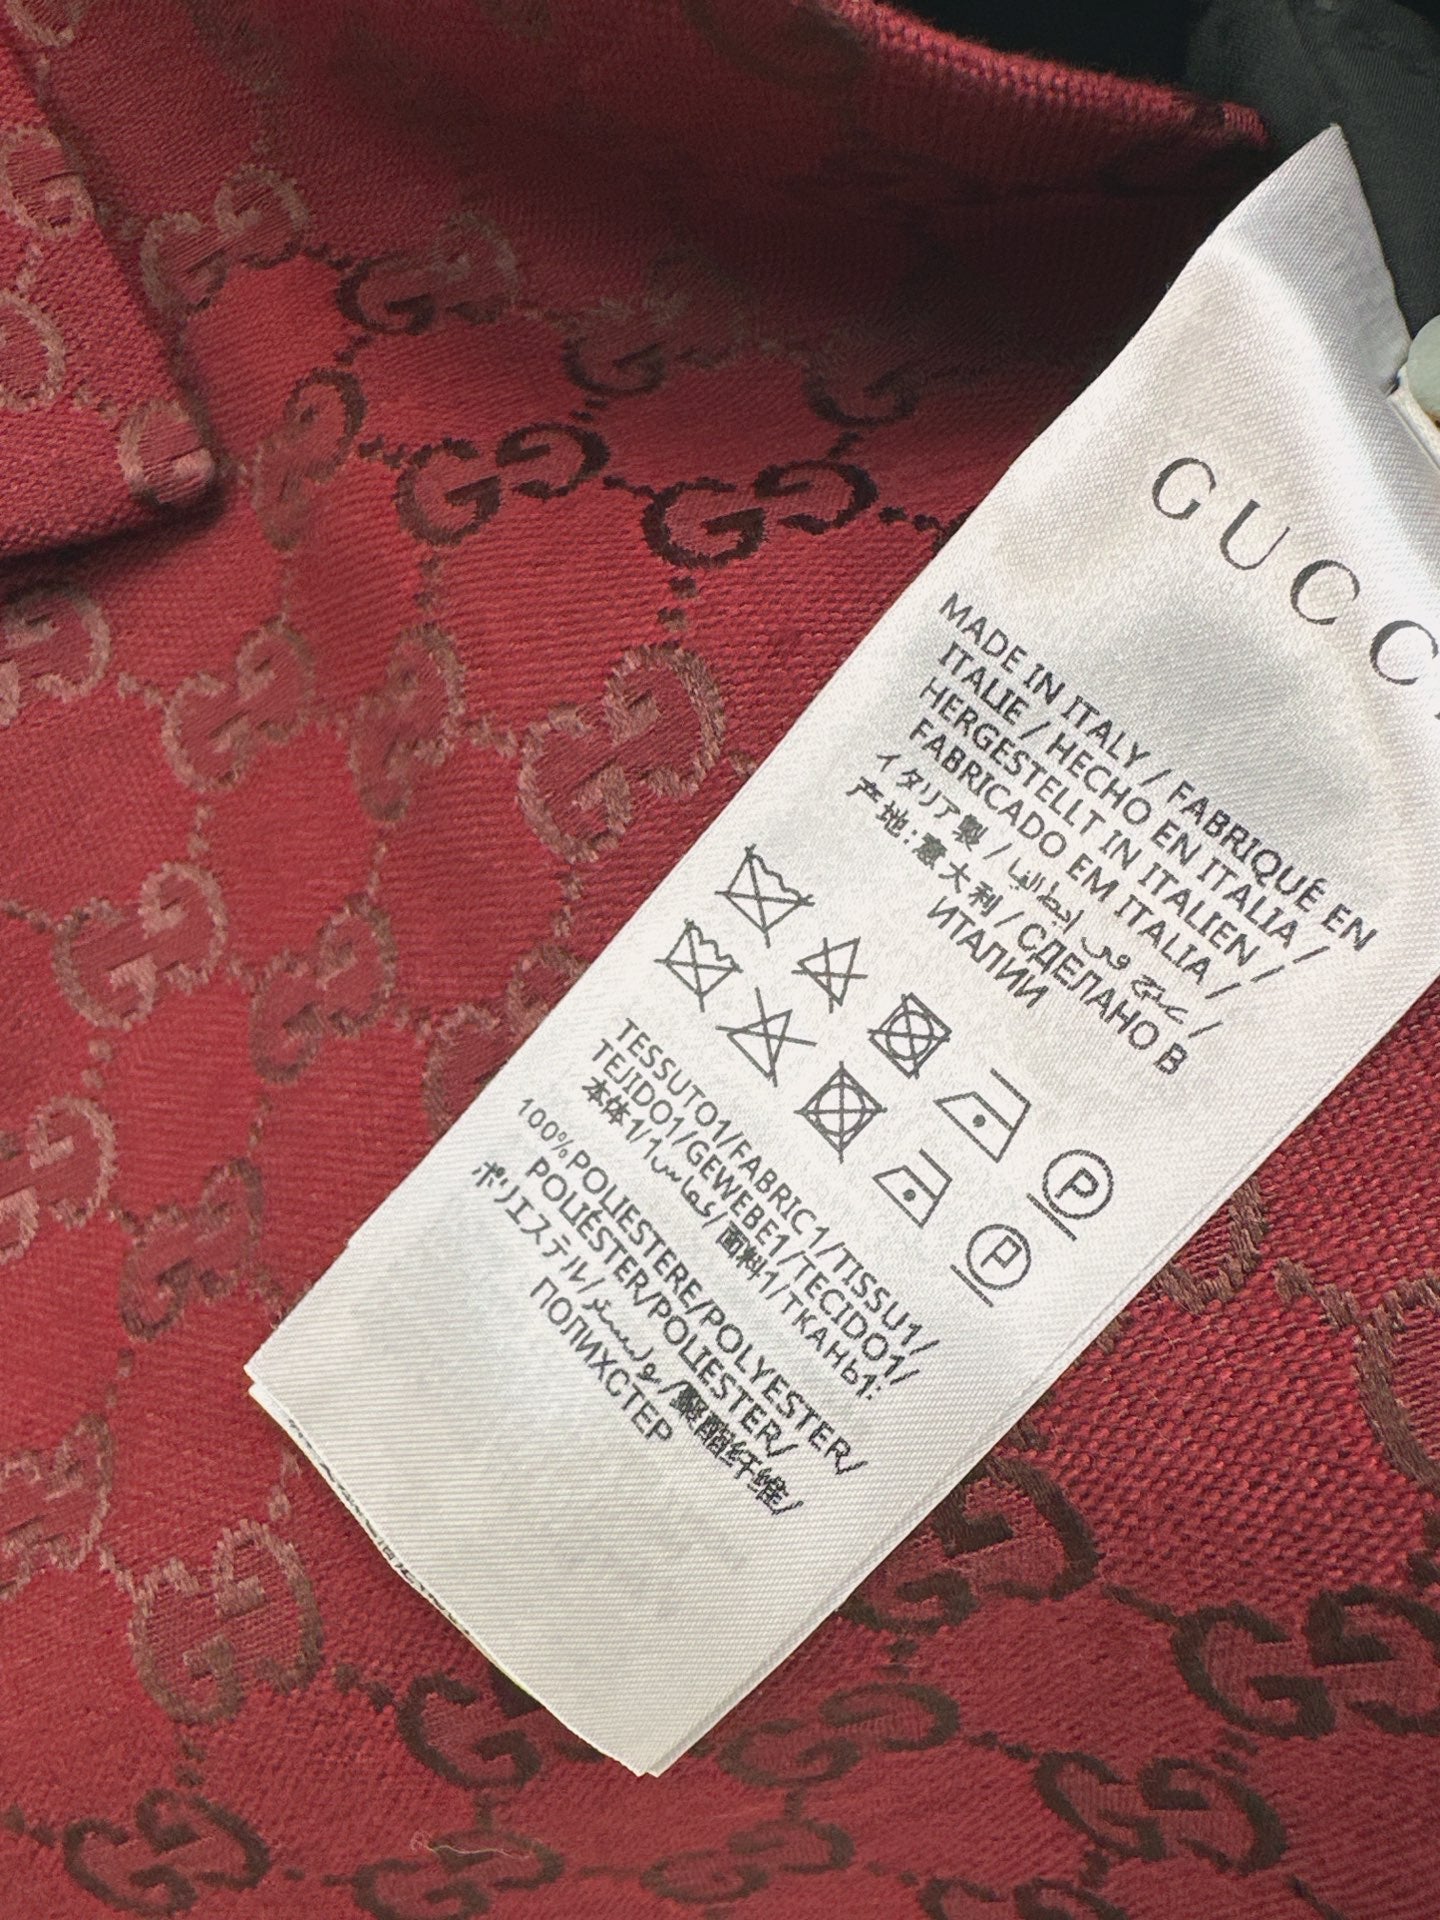 GUCC
MADE IN ITALY / FABRIQUÉ EN
ITALIE / HECHO EN ITALIA /
HERGESTELLT IN ITALIEN /
FABRICADO EM ITALIA /
イタリア製 / صنع في إيطاليا /
产地:意大利 / СДЕЛАНО В
ИТАЛИИ
P
P
TESSUTO1/FABRIC1/TISSU1/
TEJIDO1/GEWEBE1/TECIDO1/
本体1/1قماش/面料1/ТКАНЬ1:
100%POLIESTERE/POLYESTER/
POLIÉSTER/POLIESTER/
ポリエステル/بوليستر/聚酯纤维/
ПОЛИХСТЕР